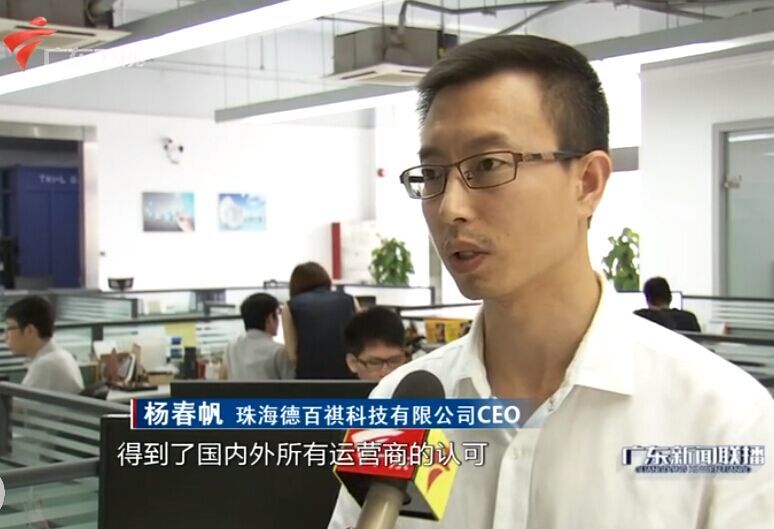 杨春帆 珠海德百祺科技有限公司CEO
得到了国内外所有运营商的认可
广东新闻联播